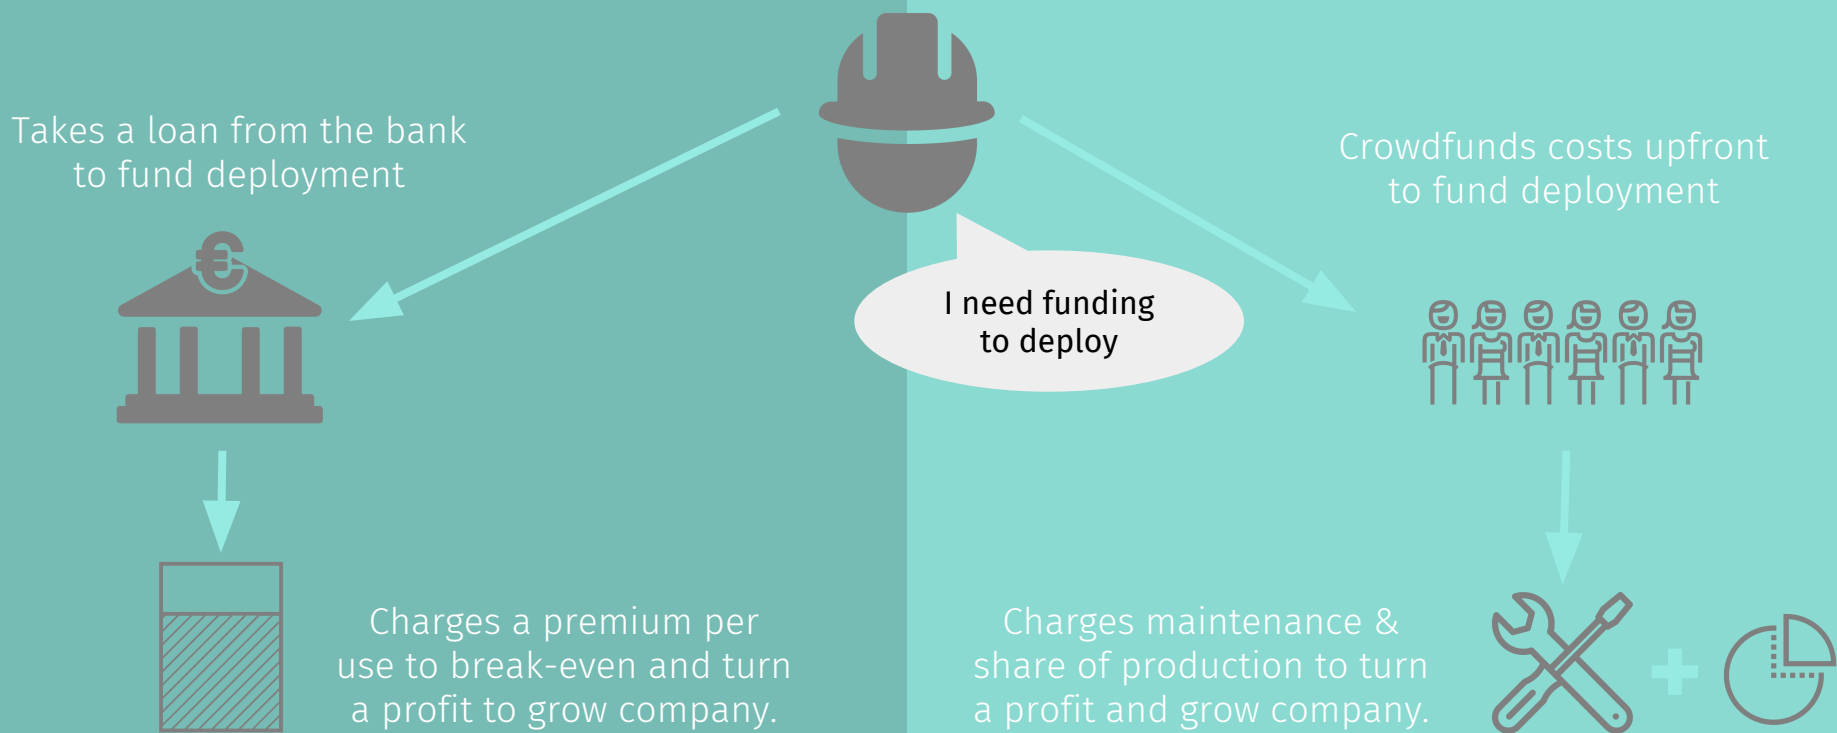 Takes a loan from the bank
to fund deployment
€
Crowdfunds costs upfront
to fund deployment
I need funding
to deploy
Charges a premium per
use to break-even and turn
a profit to grow company.
Charges maintenance &
share of production to turn
a profit and grow company.